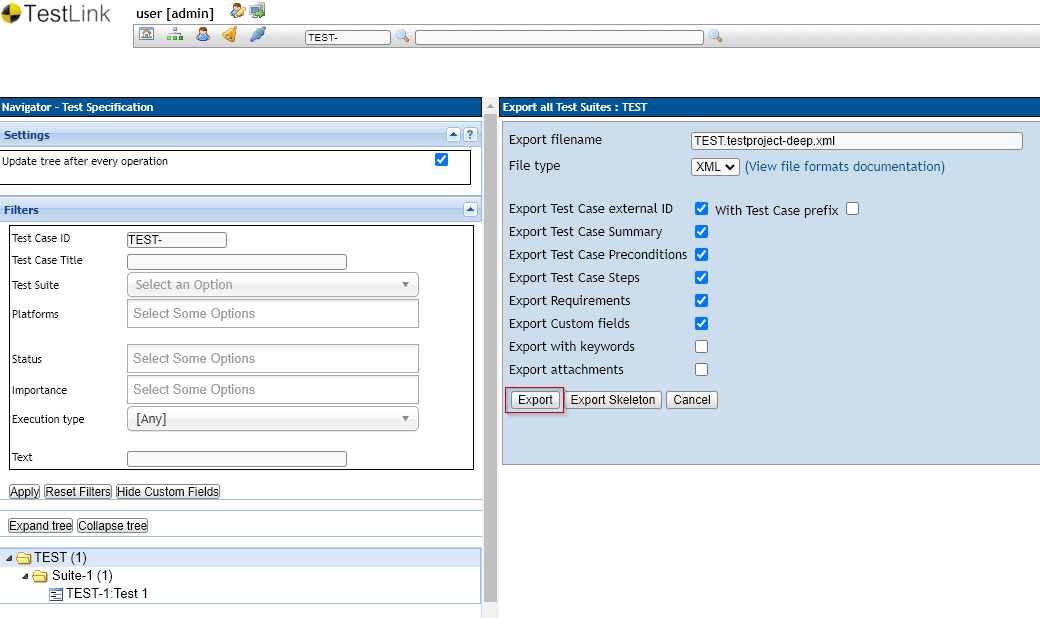 TestLink
user [admin]
TEST-
Navigator - Test Specification
Settings
?
Update tree after every operation
Filters
Test Case ID TEST-
Test Case Title
Test Suite Select an Option
Platforms Select Some Options
Status Select Some Options
Importance Select Some Options
Execution type [Any]
Text
Apply Reset Filters Hide Custom Fields
Expand tree Collapse tree
TEST (1)
Suite-1 (1)
TEST-1:Test 1
Export all Test Suites : TEST
Export filename TEST.testproject-deep.xml
File type XML (View file formats documentation)
Export Test Case external ID With Test Case prefix
Export Test Case Summary
Export Test Case Preconditions
Export Test Case Steps
Export Requirements
Export Custom fields
Export with keywords
Export attachments
Export Export Skeleton Cancel